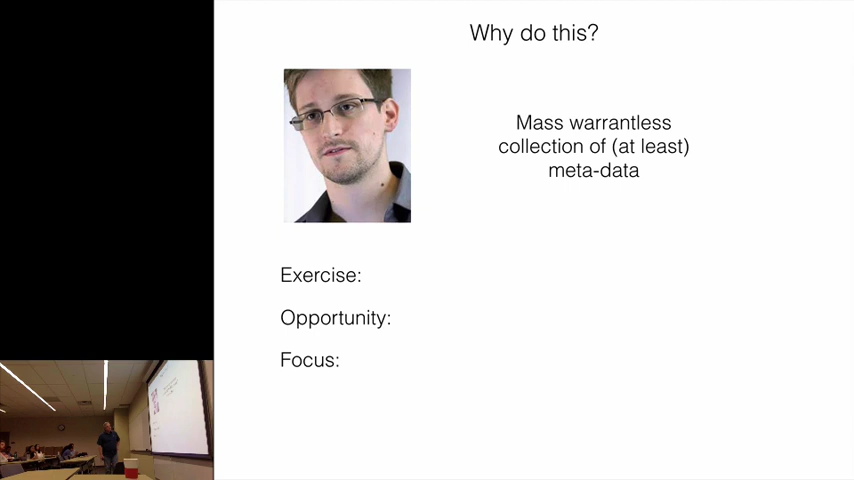 Why do this?
Mass warrantless
collection of (at least)
meta-data
Exercise:
Opportunity:
Focus: